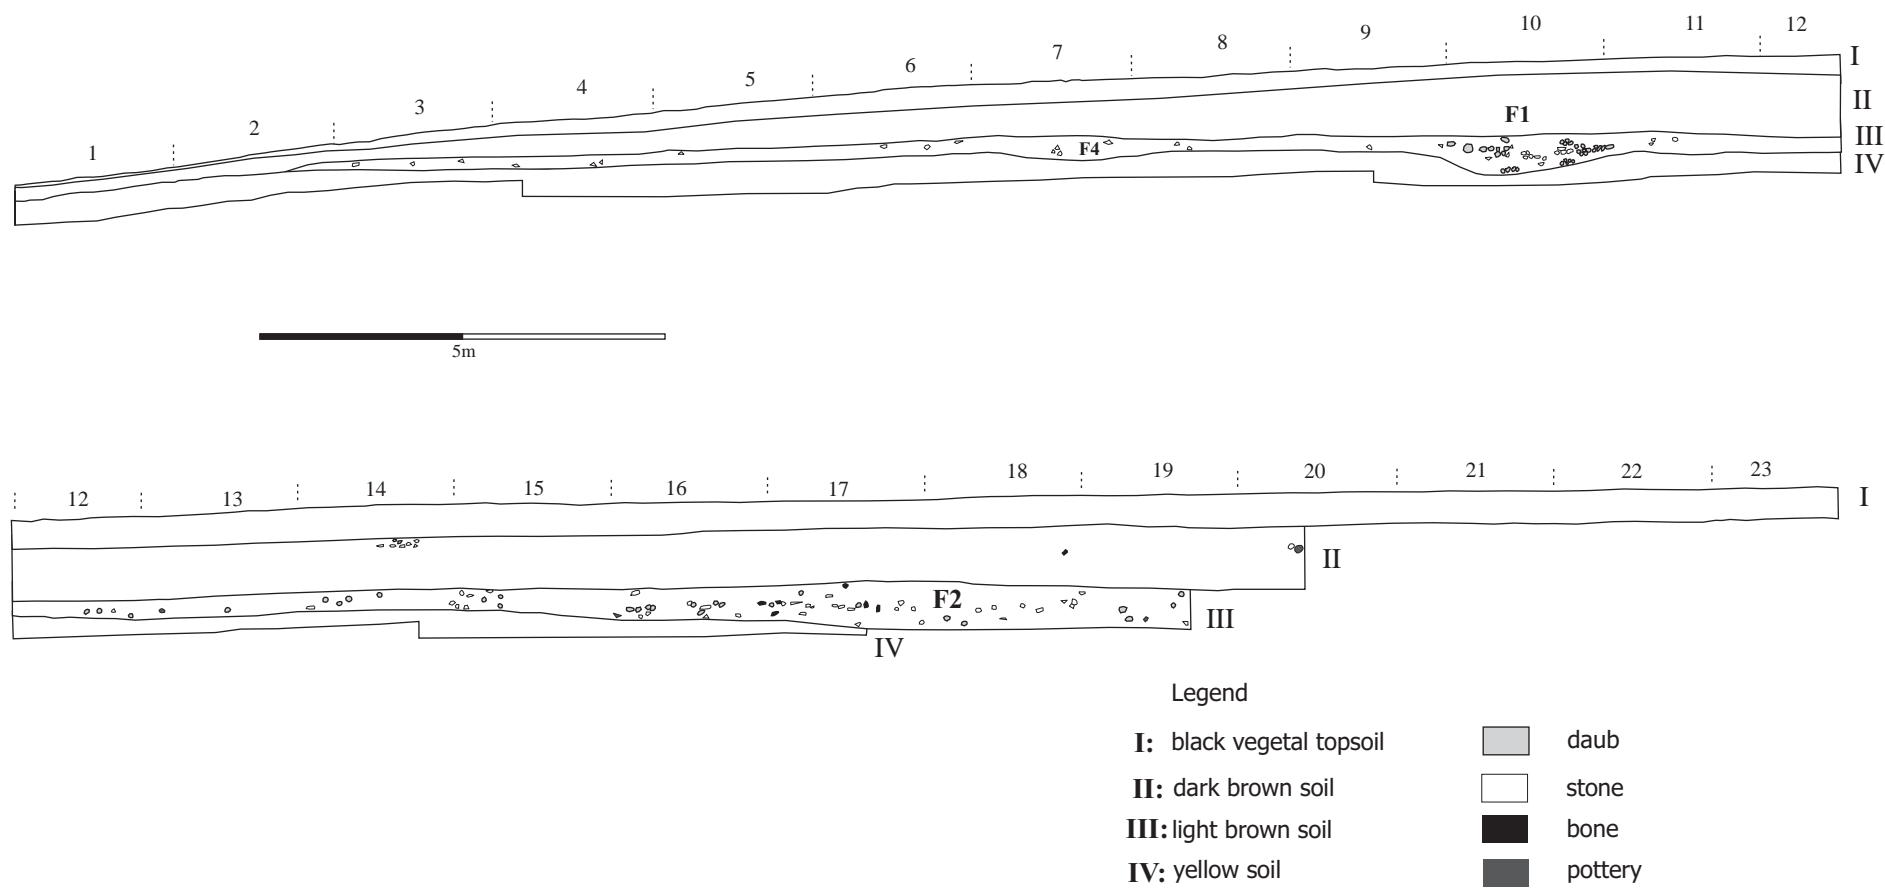 1 2 3 4 5 6 7 8 9 10 11 12
I
II
III
IV
F1
F4
5m
12 13 14 15 16 17 18 19 20 21 22 23
I
II
III
IV
F2
Legend
I: black vegetal topsoil
II: dark brown soil
III: light brown soil
IV: yellow soil
daub
stone
bone
pottery